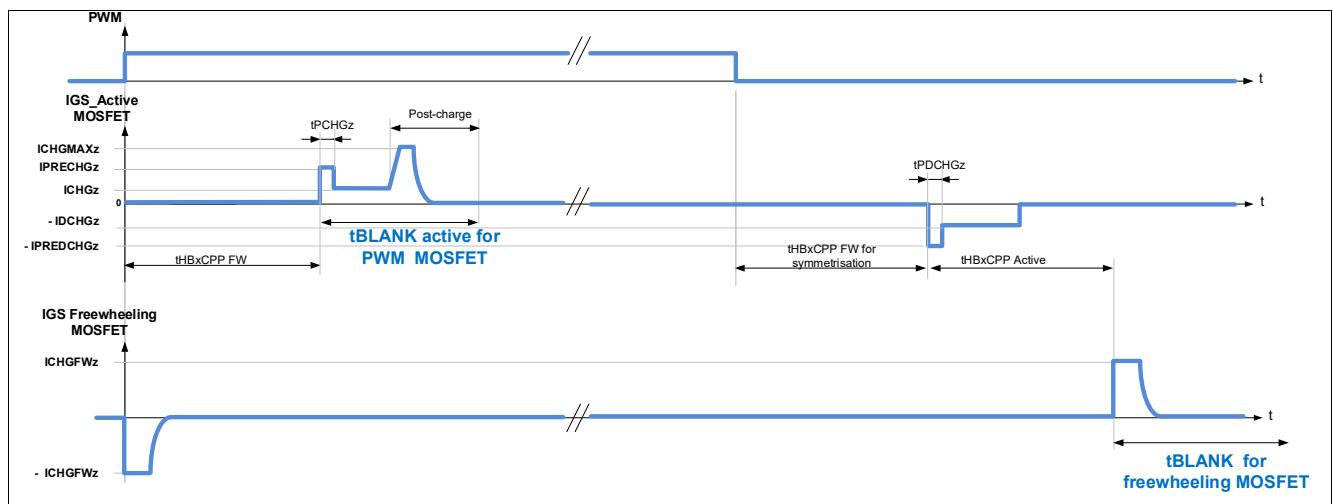 PWM
t
IGS_Active
MOSFET
tPCHGz
Post-charge
ICHGMAXz
IPRECHGz
ICHGz
0
- IDCHGz
- IPREDCHGz
tPDCHGz
t
tBLANK active for
PWM MOSFET
tHBxCPP FW
tHBxCPP FW for
symmetrisation
tHBxCPP Active
IGS Freewheeling
MOSFET
ICHGFWz
t
- ICHGFWz
tBLANK for
freewheeling MOSFET